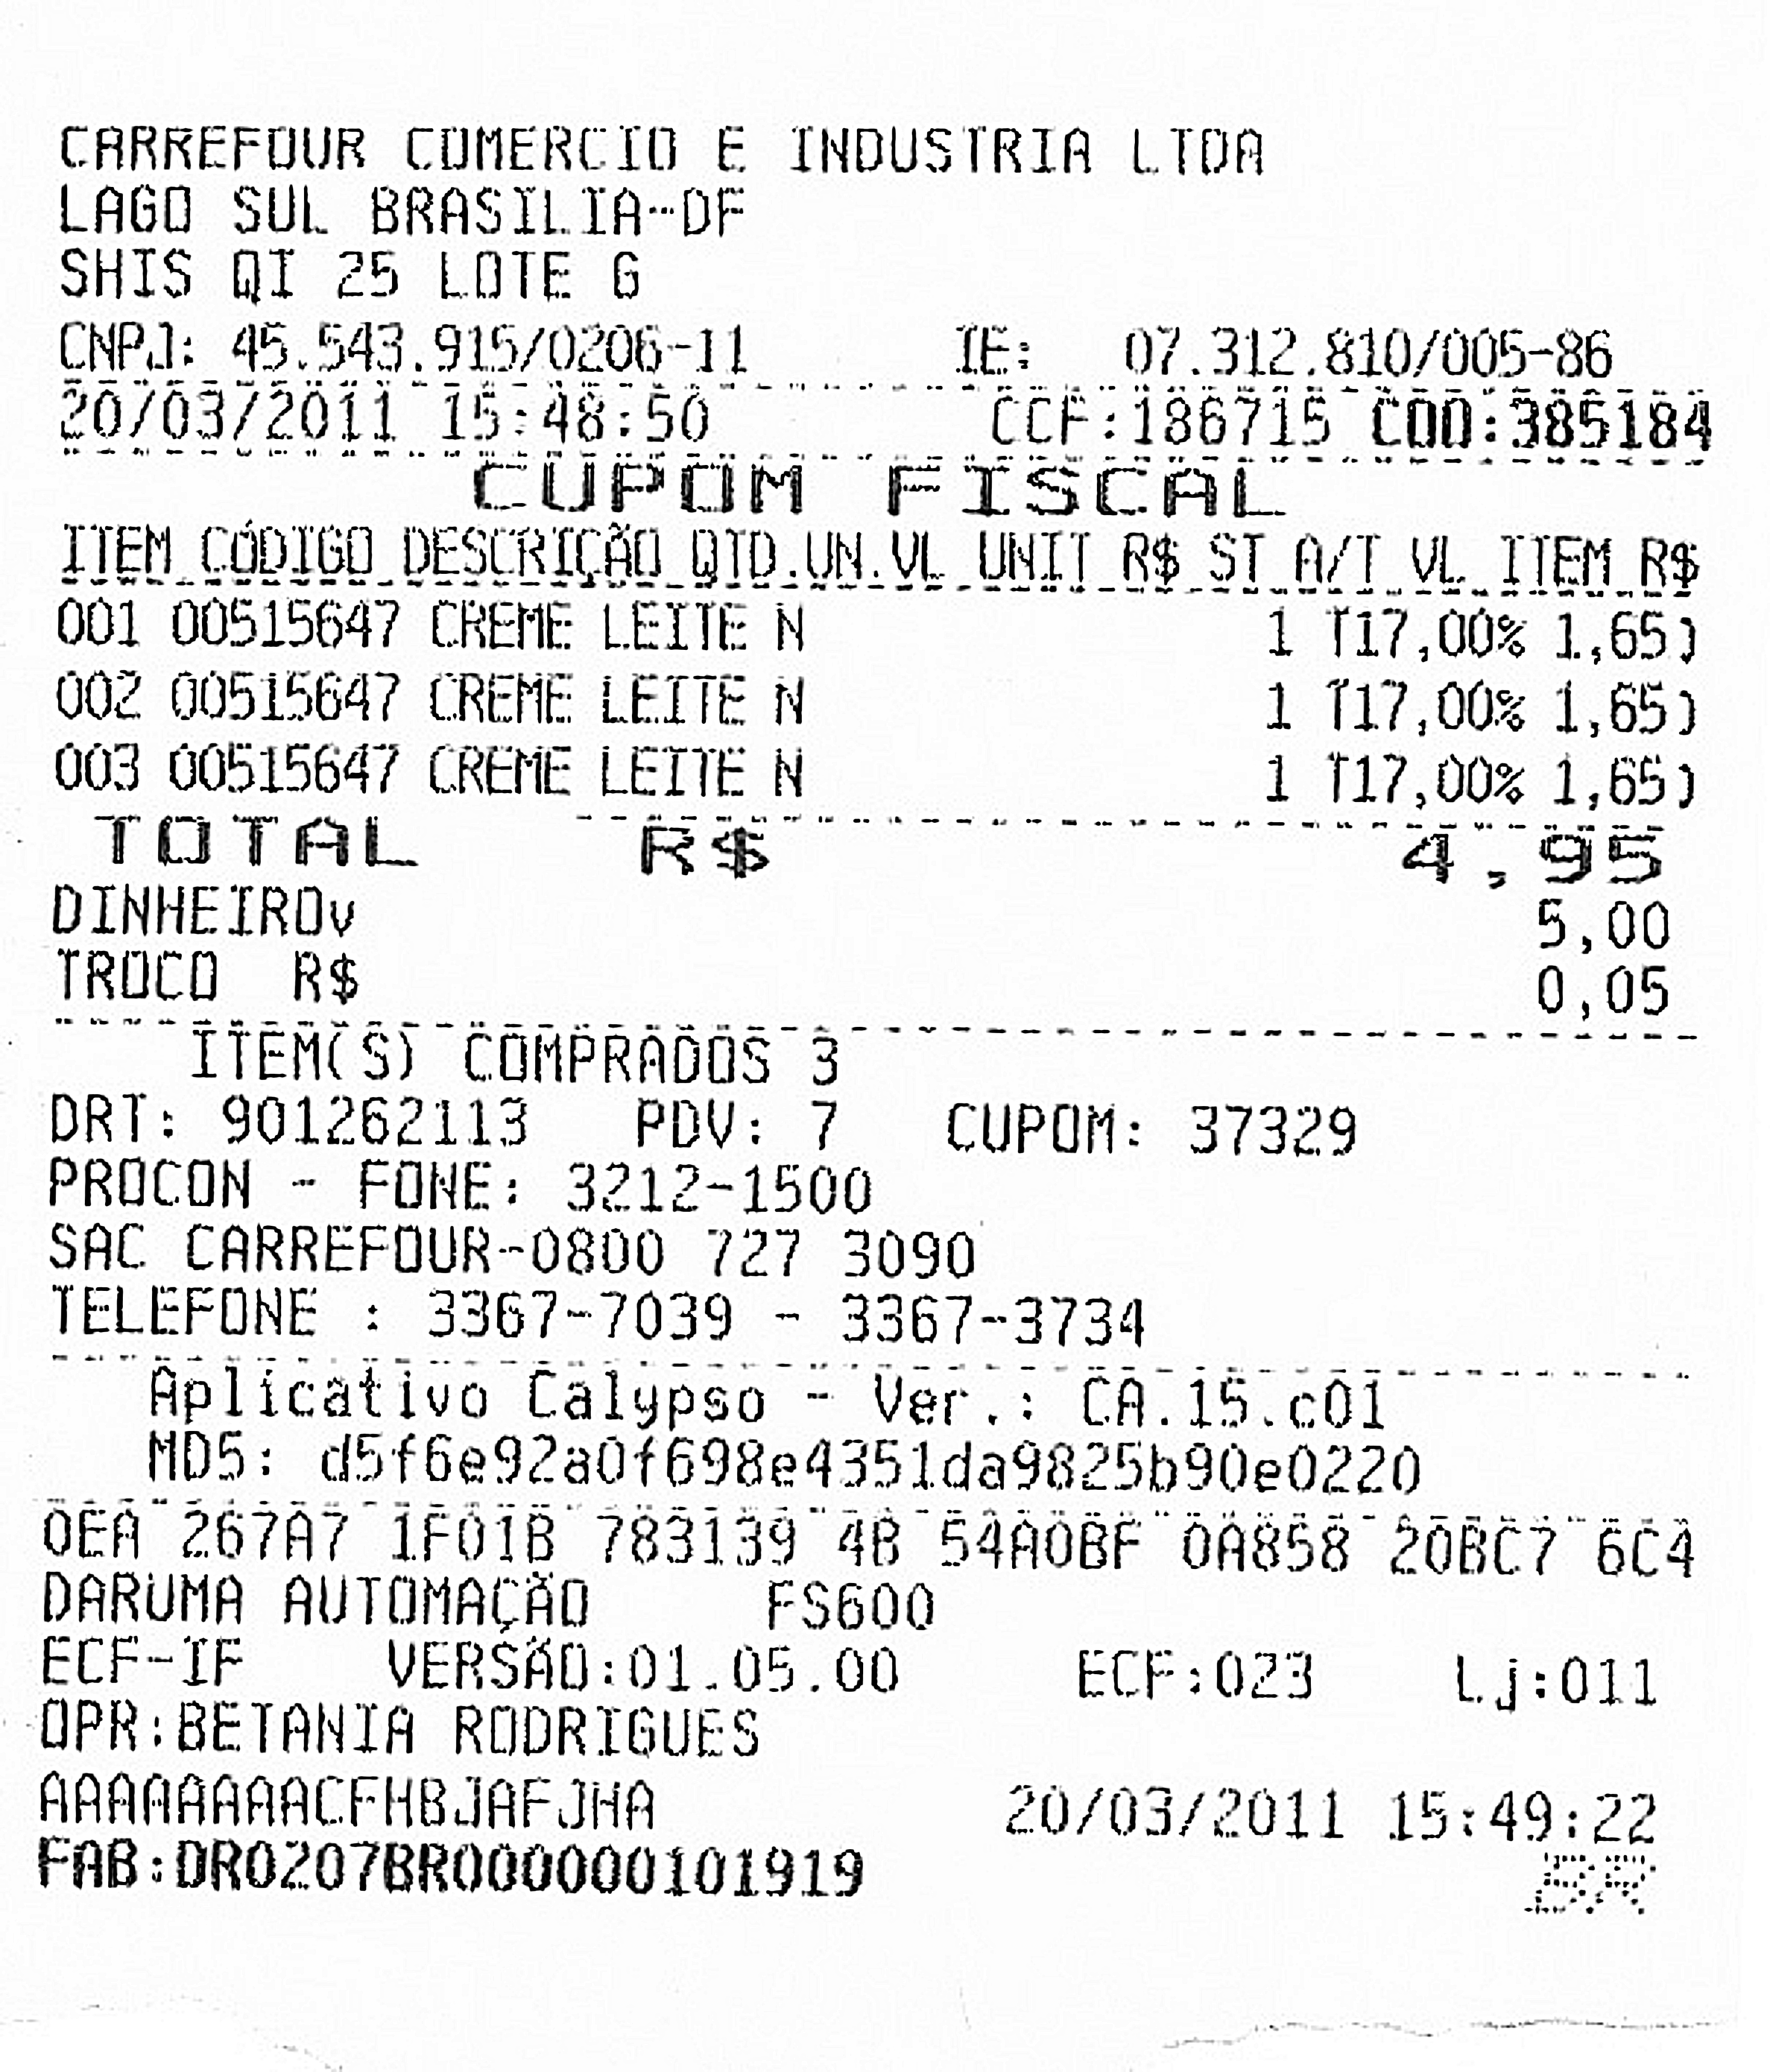 CARREFOUR COMERCIO E INDUSTRIA LTDA
LAGO SUL BRASILIA-DF
SHIS QI 25 LOTE G
CNPJ: 45.543.915/0206-11 IE: 07.312.810/005-86
20/03/2011 15:48:50 CCF:186715 COO:385184
CUPOM FISCAL
ITEM CÓDIGO DESCRIÇÃO QTD.UN.VL UNIT R$ ST A/T VL ITEM R$
001 00515647 CREME LEITE N 1 T17,00% 1,65)
002 00515647 CREME LEITE N 1 T17,00% 1,65)
003 00515647 CREME LEITE N 1 T17,00% 1,65)
TOTAL R$ 4,95
DINHEIROv 5,00
TROCO R$ 0,05
ITEM(S) COMPRADOS 3
DRT: 901262113 PDV: 7 CUPOM: 37329
PROCON - FONE: 3212-1500
SAC CARREFOUR-0800 727 3090
TELEFONE : 3367-7039 - 3367-3734
Aplicativo Calypso - Ver.: CA.15.c01
MD5: d5f6e92a0f698e4351da9825b90e0220
OEA 267A7 1F01B 783139 4B 54A0BF 0A858 20BC7 6C4
DARUMA AUTOMAÇÃO FS600
ECF-IF VERSÃO:01.05.00 ECF:023 Lj:011
OPR:BETANIA RODRIGUES
AAAAAAAACFHBJAFJHA 20/03/2011 15:49:22
FAB:DR0207BR000000101919
BR